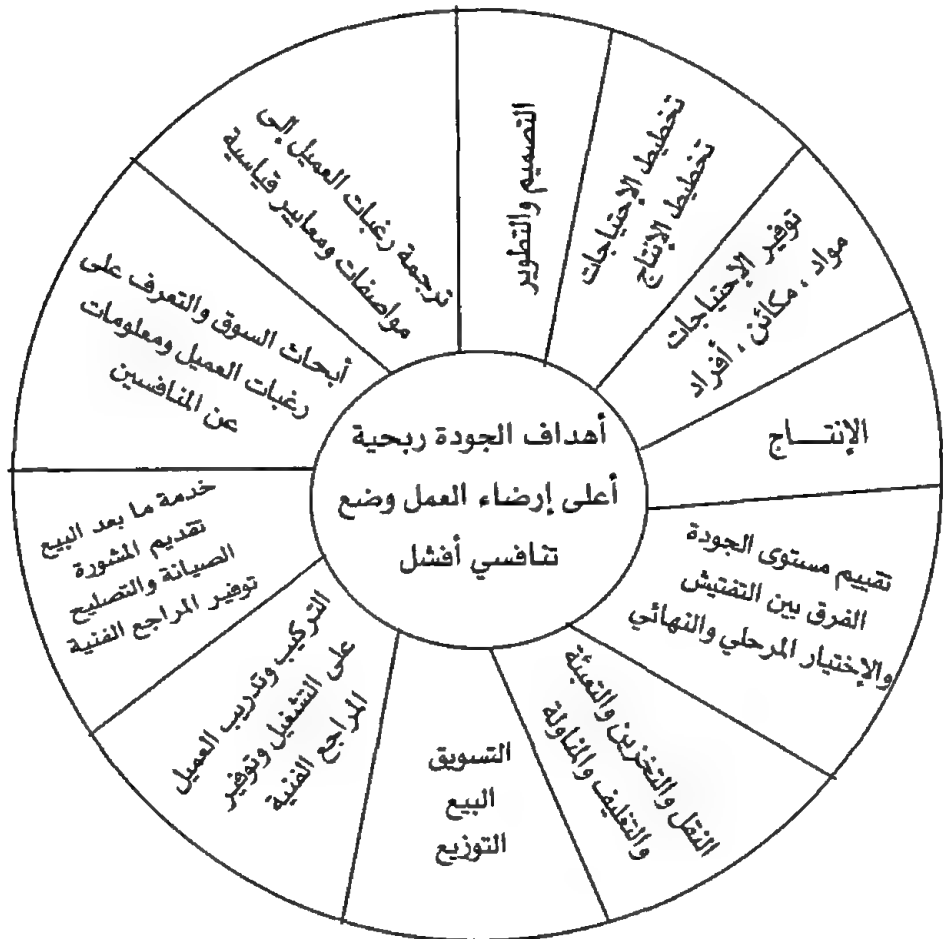 أهداف الجودة ربحية
أعلى إرضاء العمل وضع
تنافسي أفشل
أبحاث السوق والتعرف على
رغبات العميل ومعلومات
عن المنافسين
ترجمة رغبات العميل إلى
مواصفات ومعايير قياسية
التصميم والتطوير
تخطيط الإحتياجات
تخطيط الإنتاج
توفير الإحتياجات
مواد ، مكائن ، أفراد
الإنتـــاج
تقييم مستوى الجودة
الفرق بين التفتيش
والإختيار المرحلي والنهائي
النقل والتخزين والتعبئة
والتغليف والمناولة
التسويق
البيع
التوزيع
التركيب وتدريب العميل
على التشغيل وتوفير
المراجع الفنية
خدمة ما بعد البيع
تقديم المشورة
الصيانة والتصليح
توفير المراجع الفنية